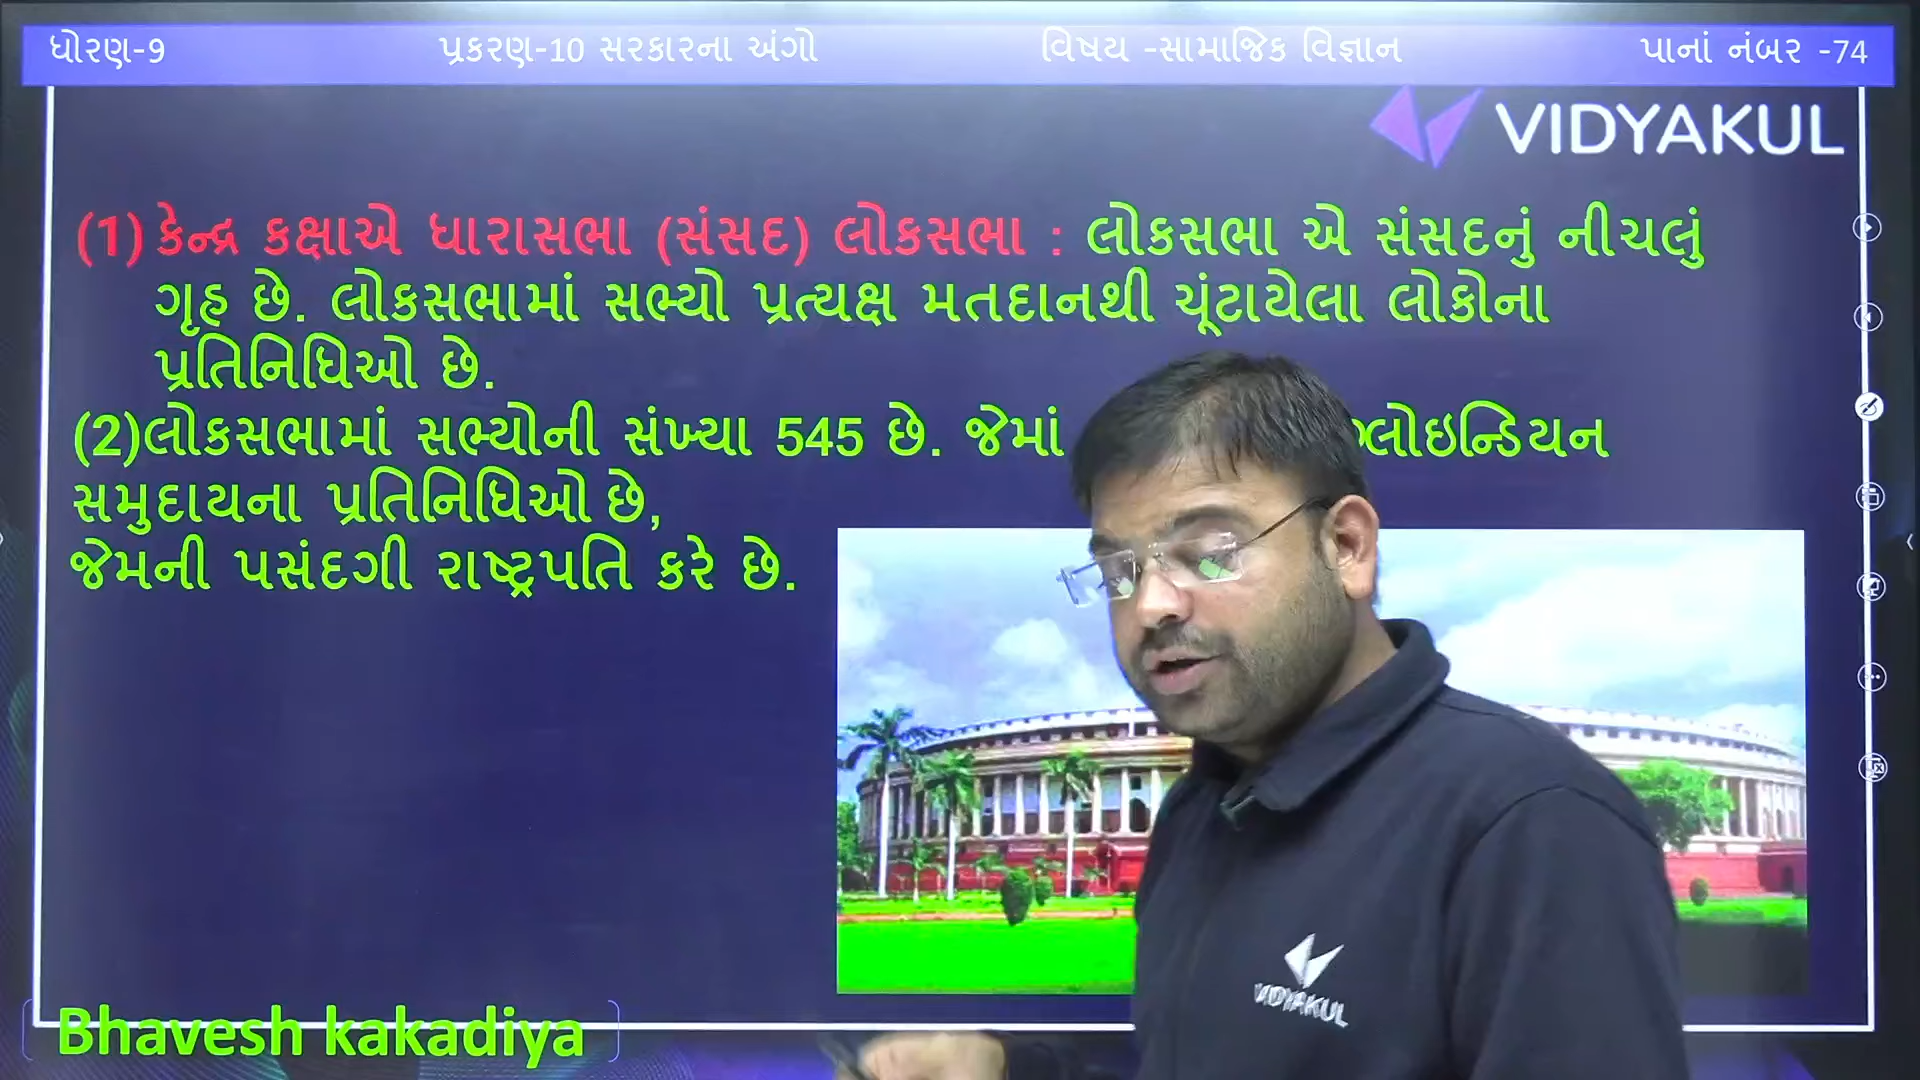 ધોરણ-9 પ્રકરણ-10 સરકારના અંગો વિષય -સામાજિક વિજ્ઞાન પાનાં નંબર -74
VIDYAKUL
(1) કેન્દ્ર કક્ષાએ ધારાસભા (સંસદ) લોકસભા : લોકસભા એ સંસદનું નીચલું
ગૃહ છે. લોકસભામાં સભ્યો પ્રત્યક્ષ મતદાનથી ચૂંટાયેલા લોકોના
પ્રતિનિધિઓ છે.
(2)લોકસભામાં સભ્યોની સંખ્યા 545 છે. જેમાં
સમુદાયના પ્રતિનિધિઓ છે,
જેમની પસંદગી રાષ્ટ્રપતિ કરે છે.
VIDYAKUL
Bhavesh kakadiya